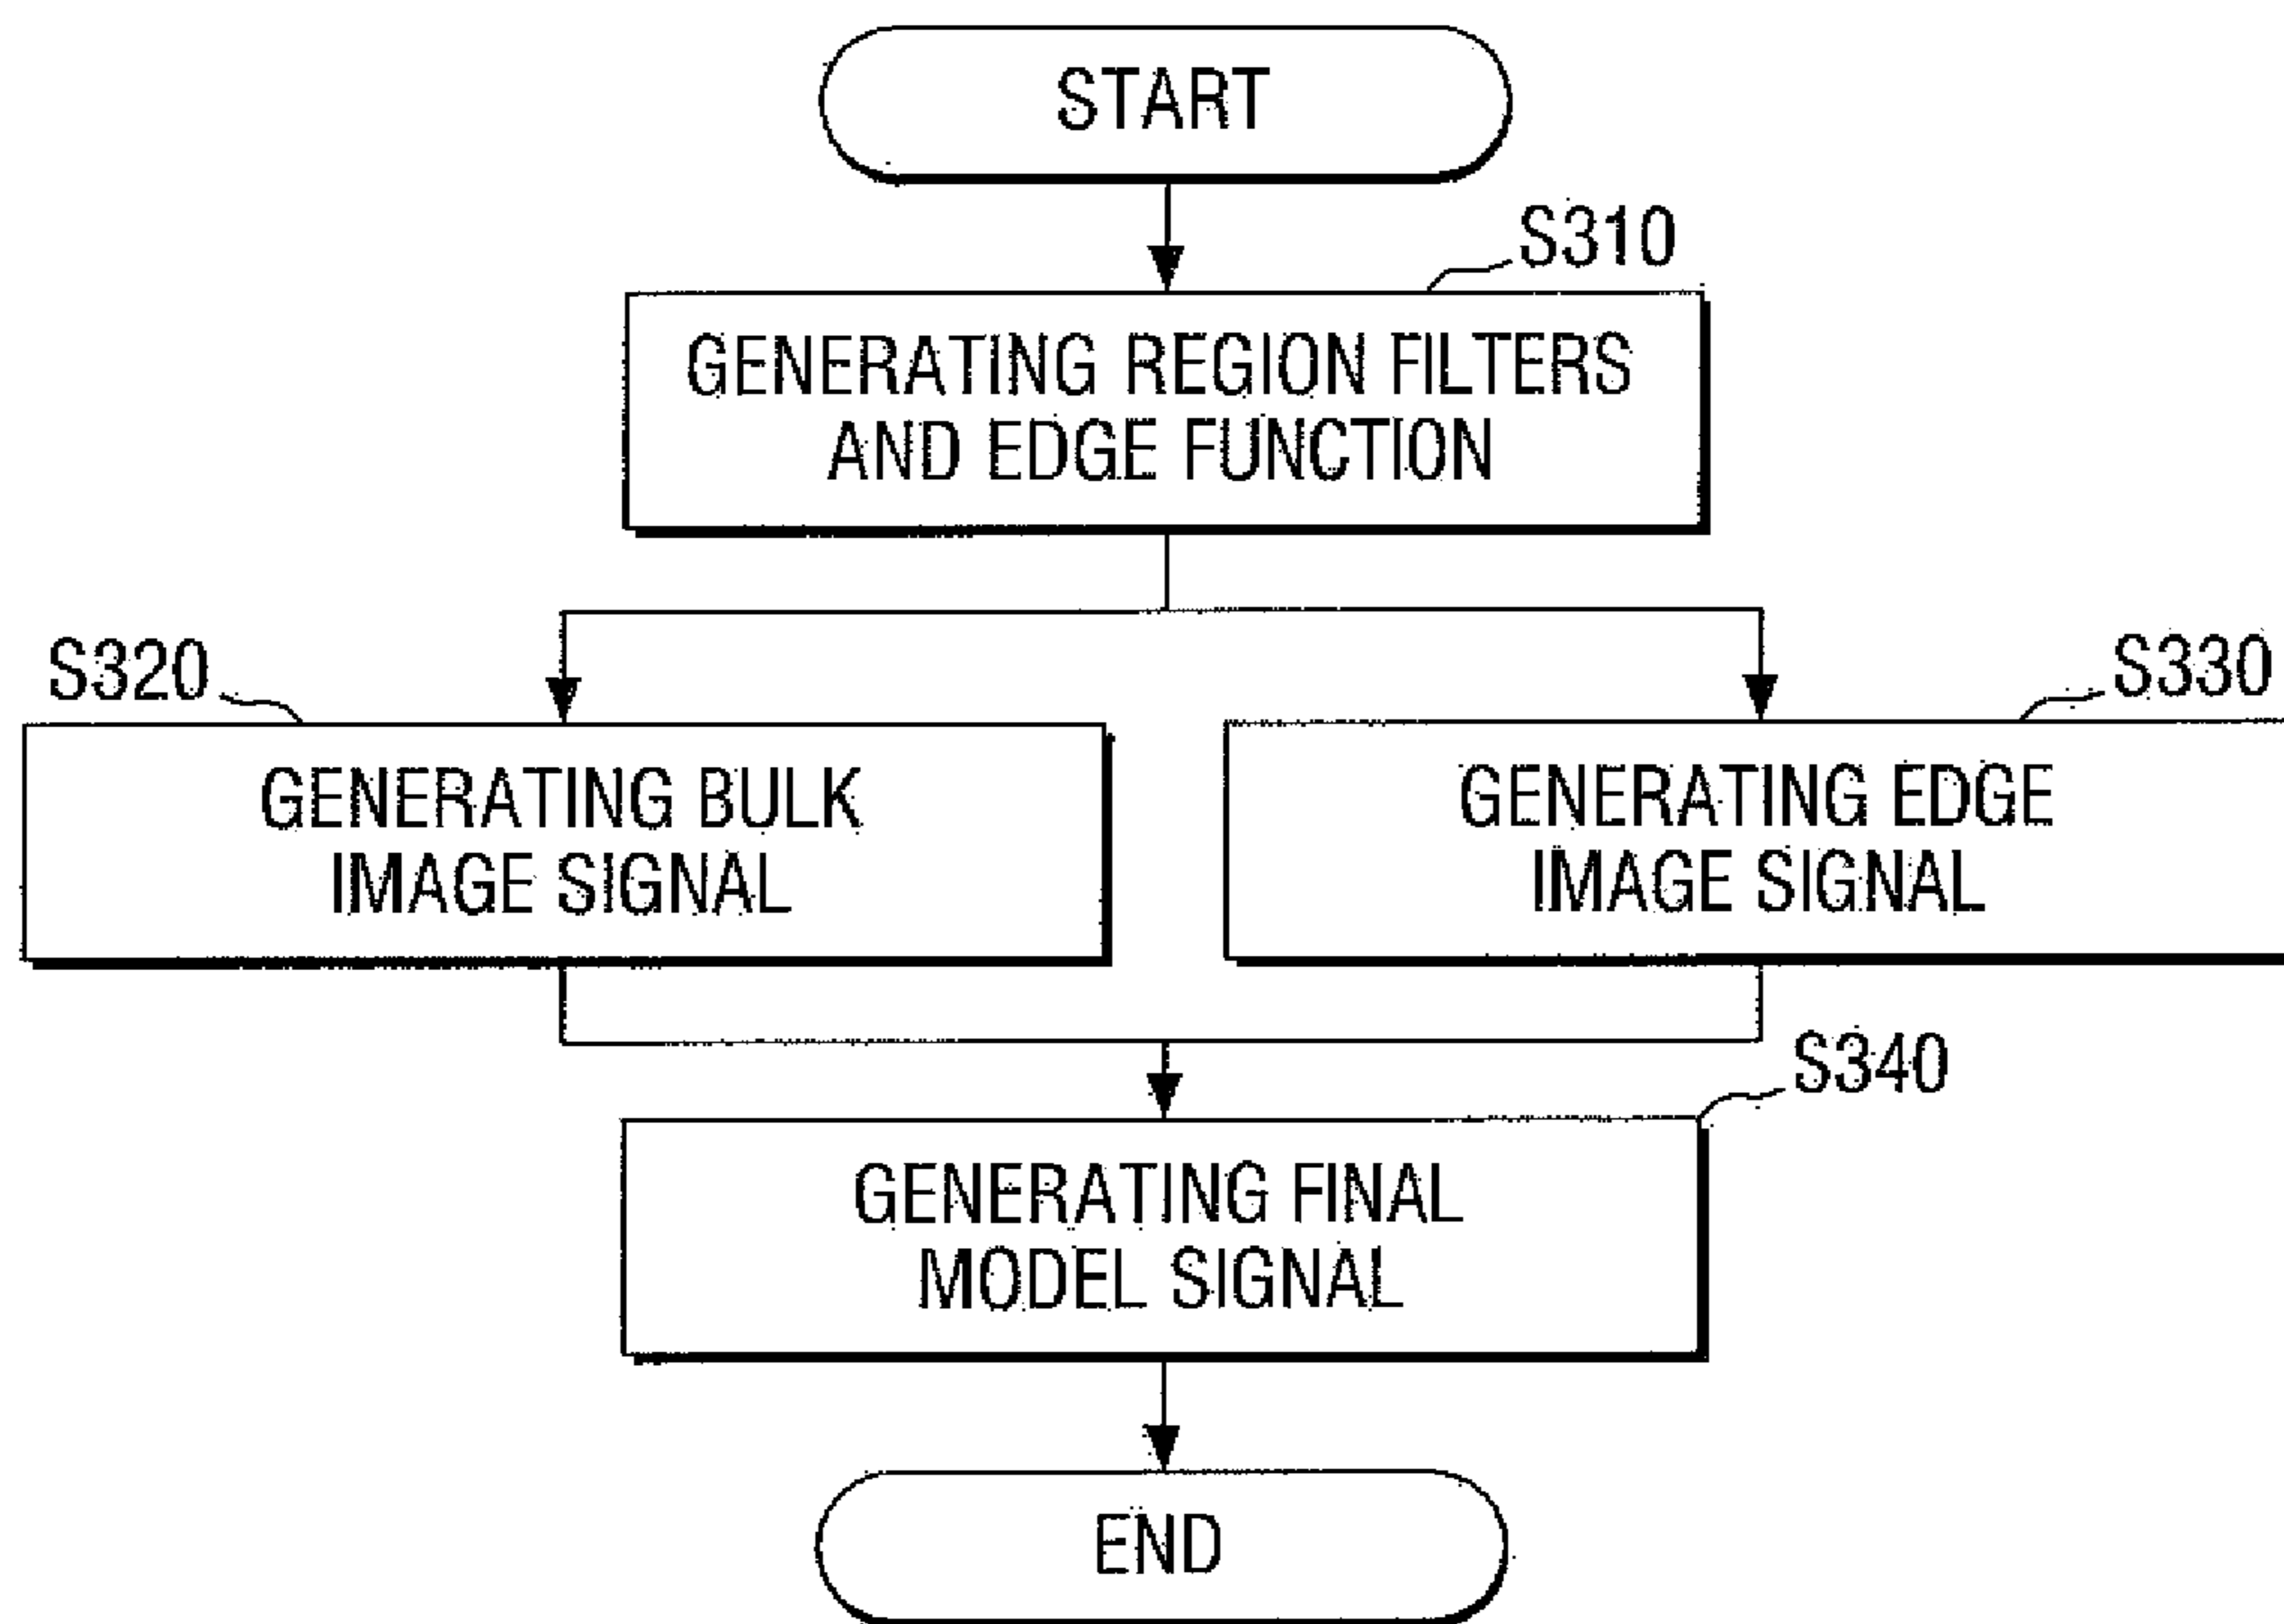 START
S310
GENERATING REGION FILTERS
AND EDGE FUNCTION
S320
S330
GENERATING BULK
IMAGE SIGNAL
GENERATING EDGE
IMAGE SIGNAL
S340
GENERATING FINAL
MODEL SIGNAL
END